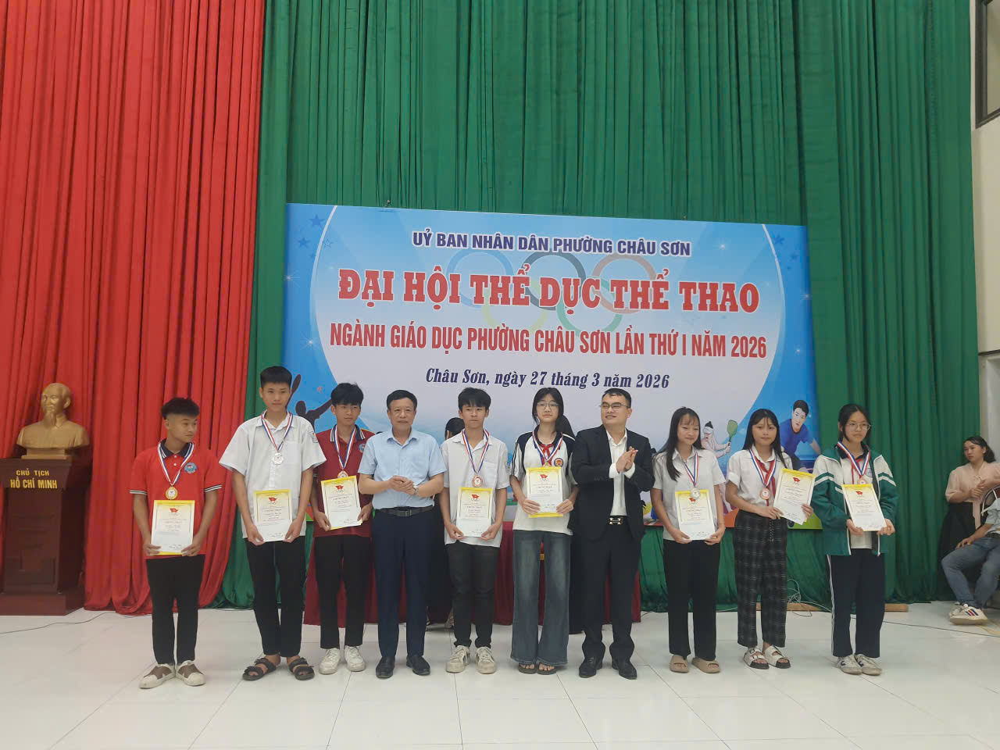 ỦY BAN NHÂN DÂN PHƯỜNG CHÂU SƠN
ĐẠI HỘI THỂ DỤC THỂ THAO
NGÀNH GIÁO DỤC PHƯỜNG CHÂU SƠN LẦN THỨ I NĂM 2026
Châu Sơn, ngày 27 tháng 3 năm 2026
CHỦ TỊCH
HỒ CHÍ MINH